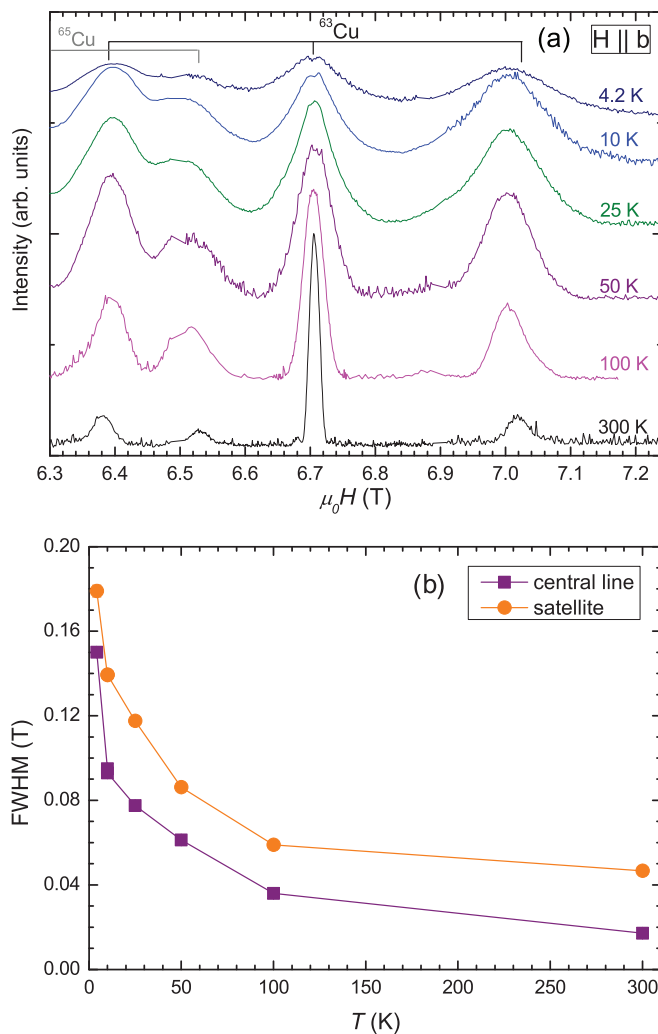 ⁶⁵Cu
⁶³Cu
(a)
H || b
4.2 K
10 K
25 K
50 K
100 K
300 K
Intensity (arb. units)
6.3 6.4 6.5 6.6 6.7 6.8 6.9 7.0 7.1 7.2
μ₀H (T)
(b)
central line
satellite
0.20
0.16
0.12
0.08
0.04
0.00
FWHM (T)
0 50 100 150 200 250 300
T (K)